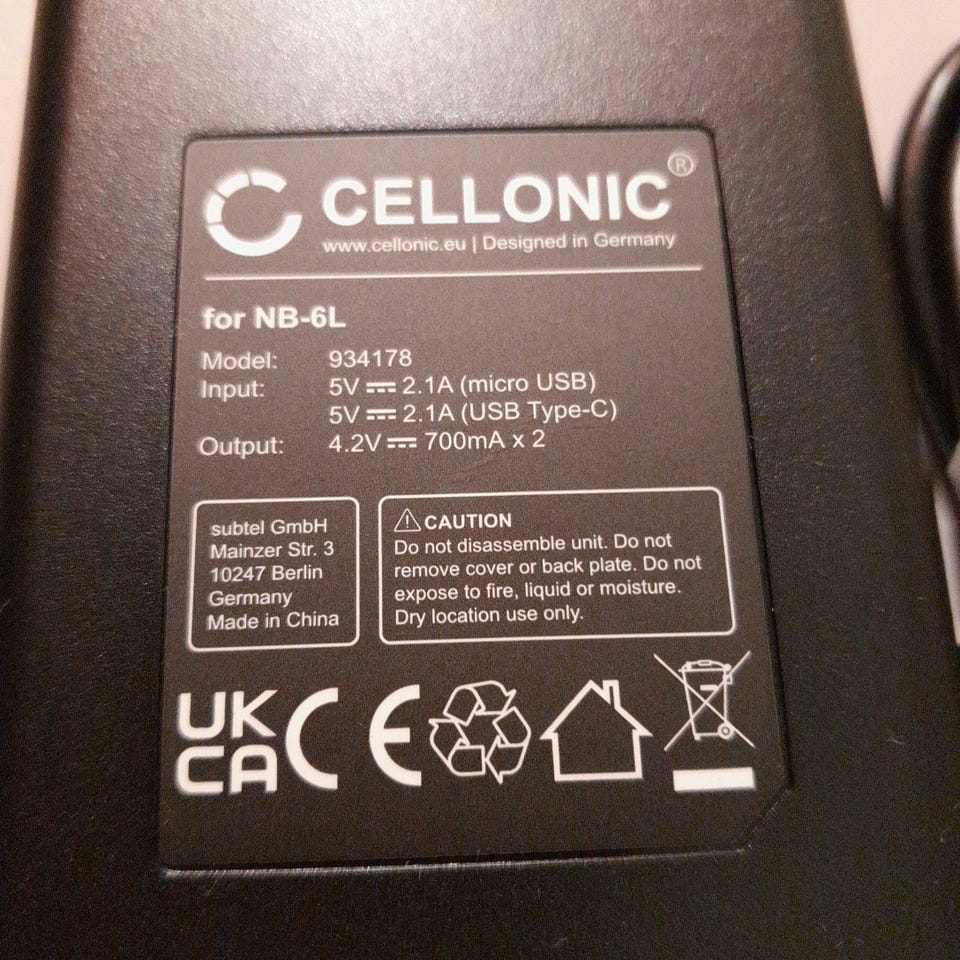 CELLONIC®
www.cellonic.eu | Designed in Germany
for NB-6L
Model: 934178
Input: 5V ⎓ 2.1A (micro USB)
5V ⎓ 2.1A (USB Type-C)
Output: 4.2V ⎓ 700mA x 2
subtel GmbH
Mainzer Str. 3
10247 Berlin
Germany
Made in China
CAUTION
Do not disassemble unit. Do not
remove cover or back plate. Do not
expose to fire, liquid or moisture.
Dry location use only.
UK
CA
CE